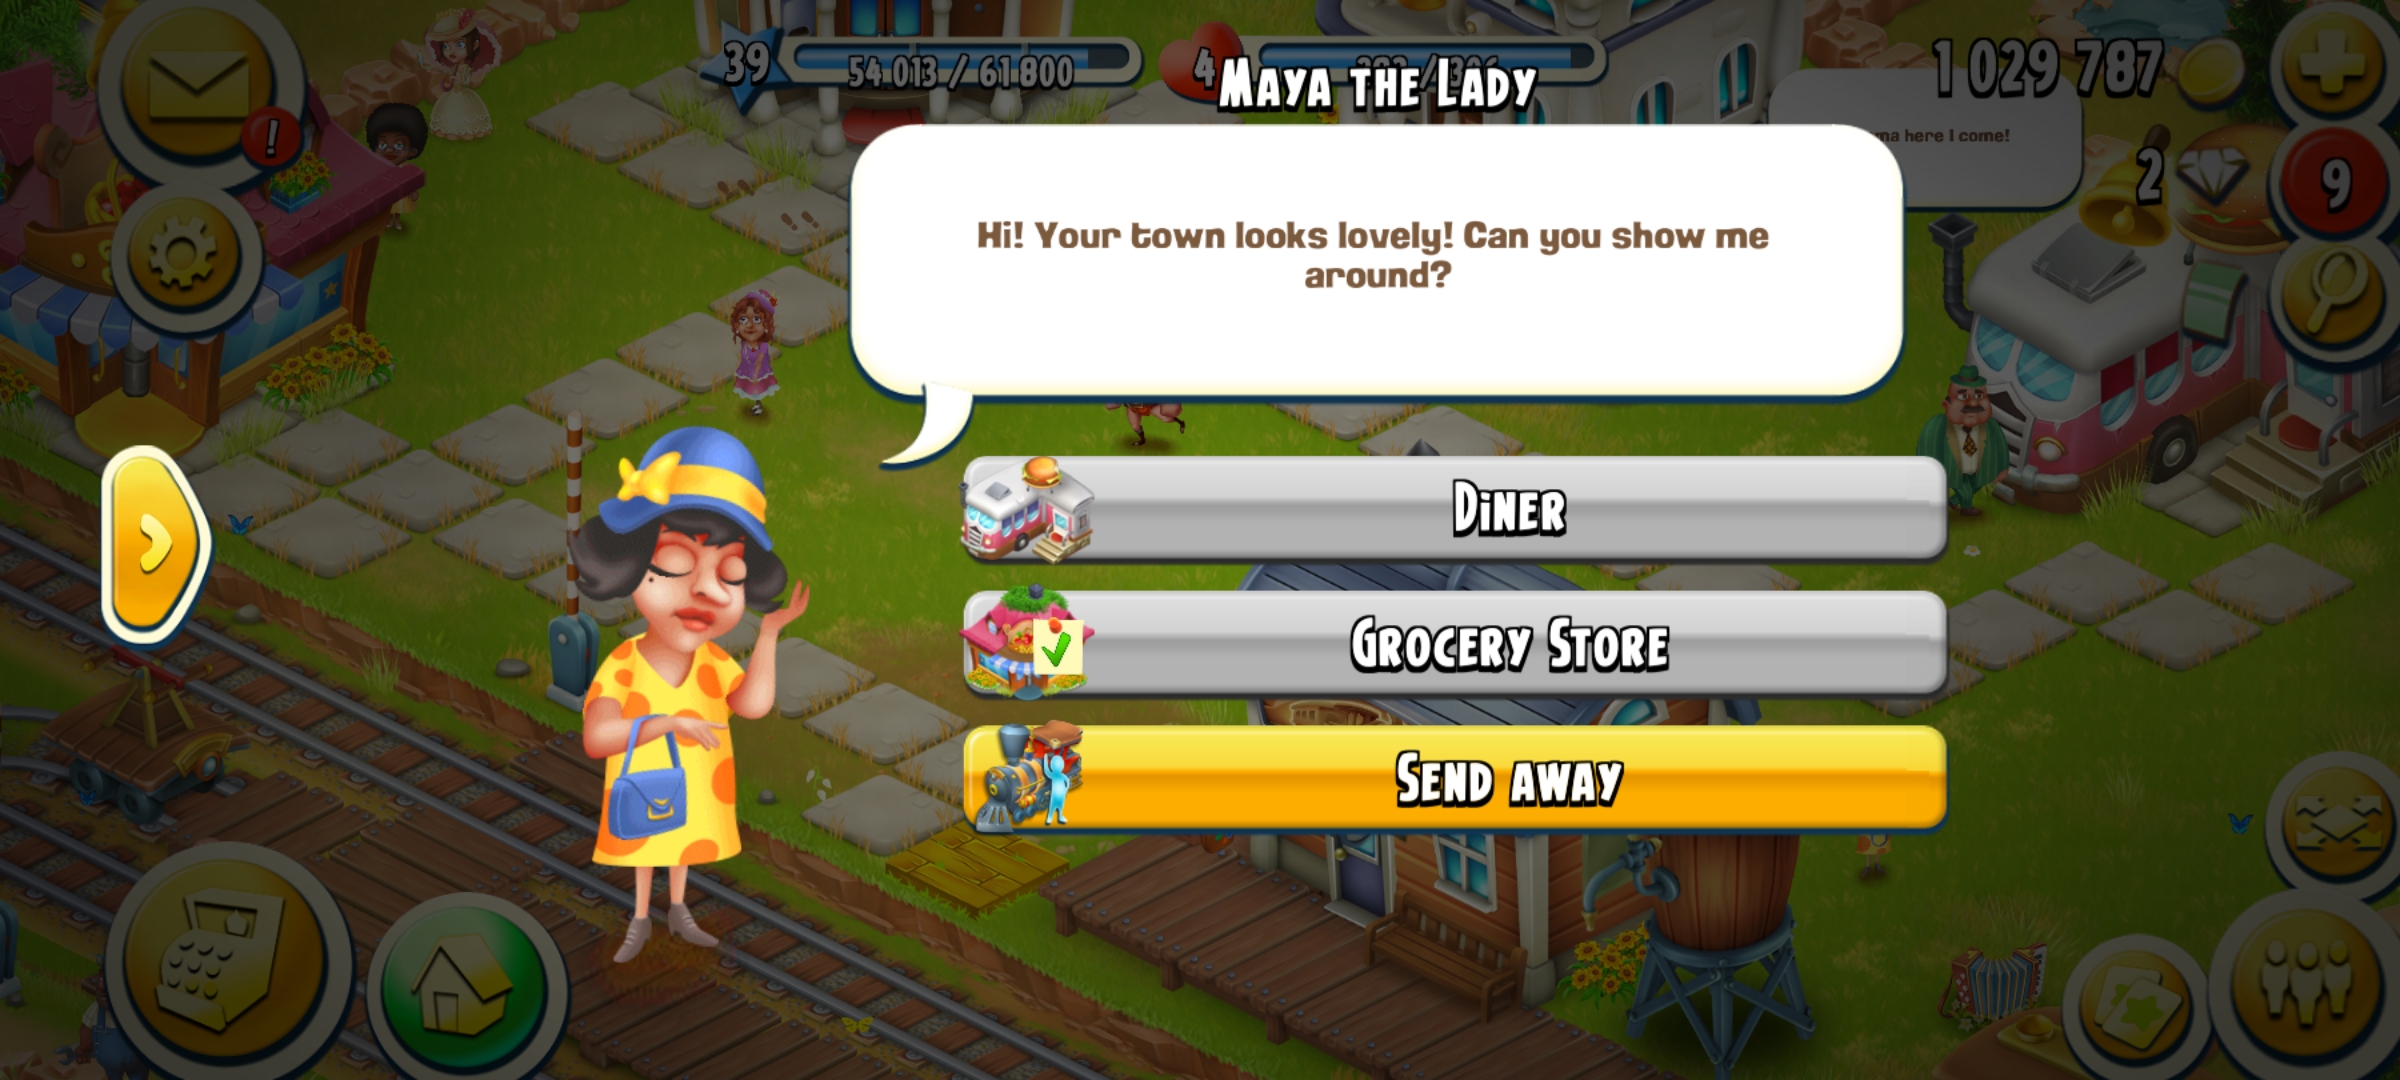 39
54 013 / 61 800
4
MAYA THE LADY
1 029 787
here I come!
2
9
!
Hi! Your town looks lovely! Can you show me
around?
DINER
GROCERY STORE
SEND AWAY